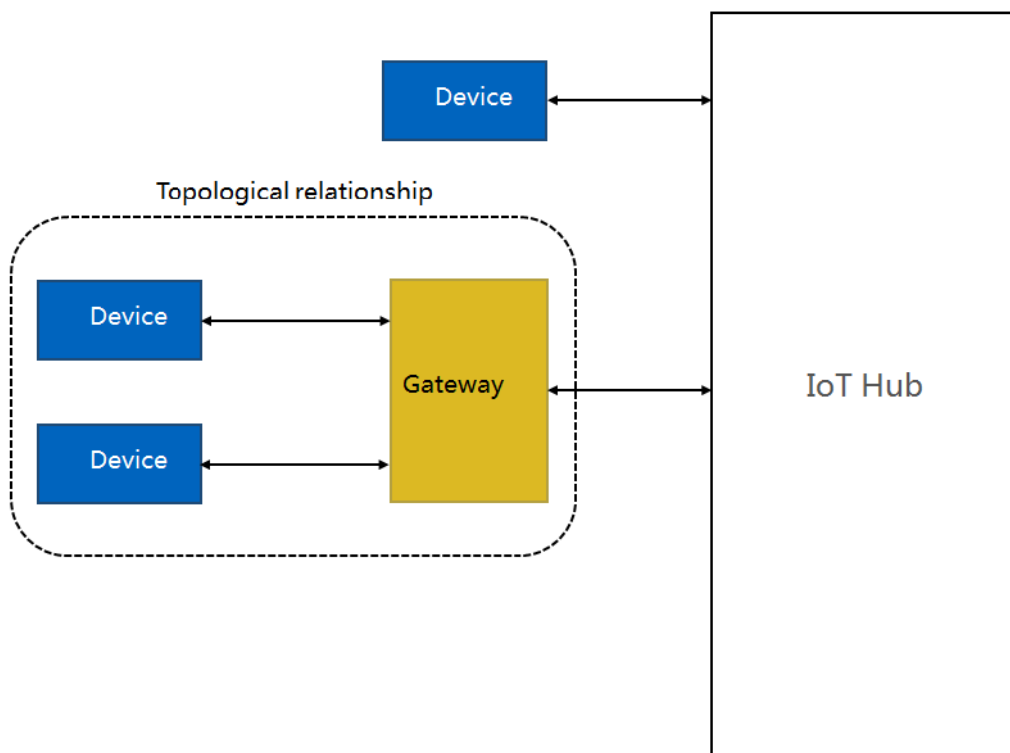 Device
Topological relationship
Device
Gateway
IoT Hub
Device